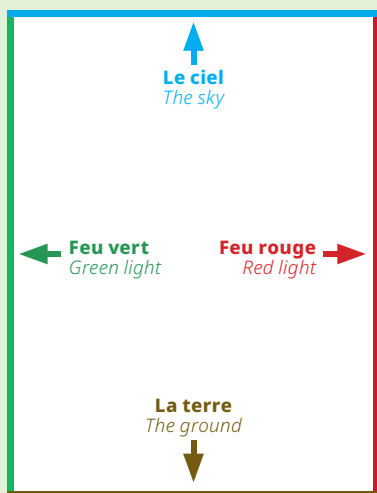 Le ciel
The sky
Feu vert
Green light
Feu rouge
Red light
La terre
The ground